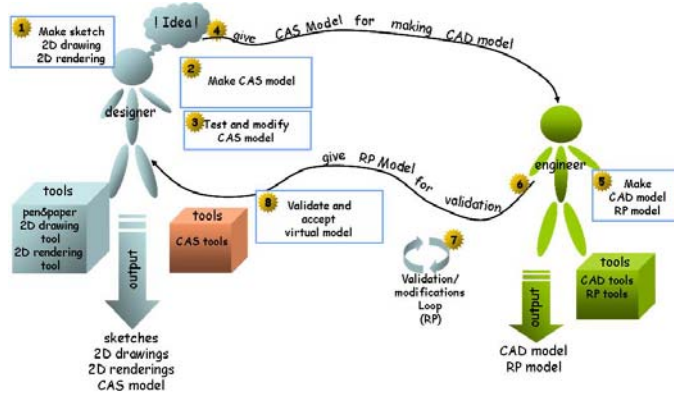 ! Idea!
1
Make sketch
2D drawing
2D rendering
4
give CAS Model for making CAD model
2
Make CAS model
designer
3
Test and modify
CAS model
give RP Model for validation
engineer
6
5
Make
CAD model
RP model
tools
pen&paper
2D drawing
tool
2D rendering
tool
tools
CAS tools
8
Validate and
accept
virtual model
7
Validation/
modifications
Loop
(RP)
tools
CAD tools
RP tools
output
output
sketches
2D drawings
2D renderings
CAS model
CAD model
RP model